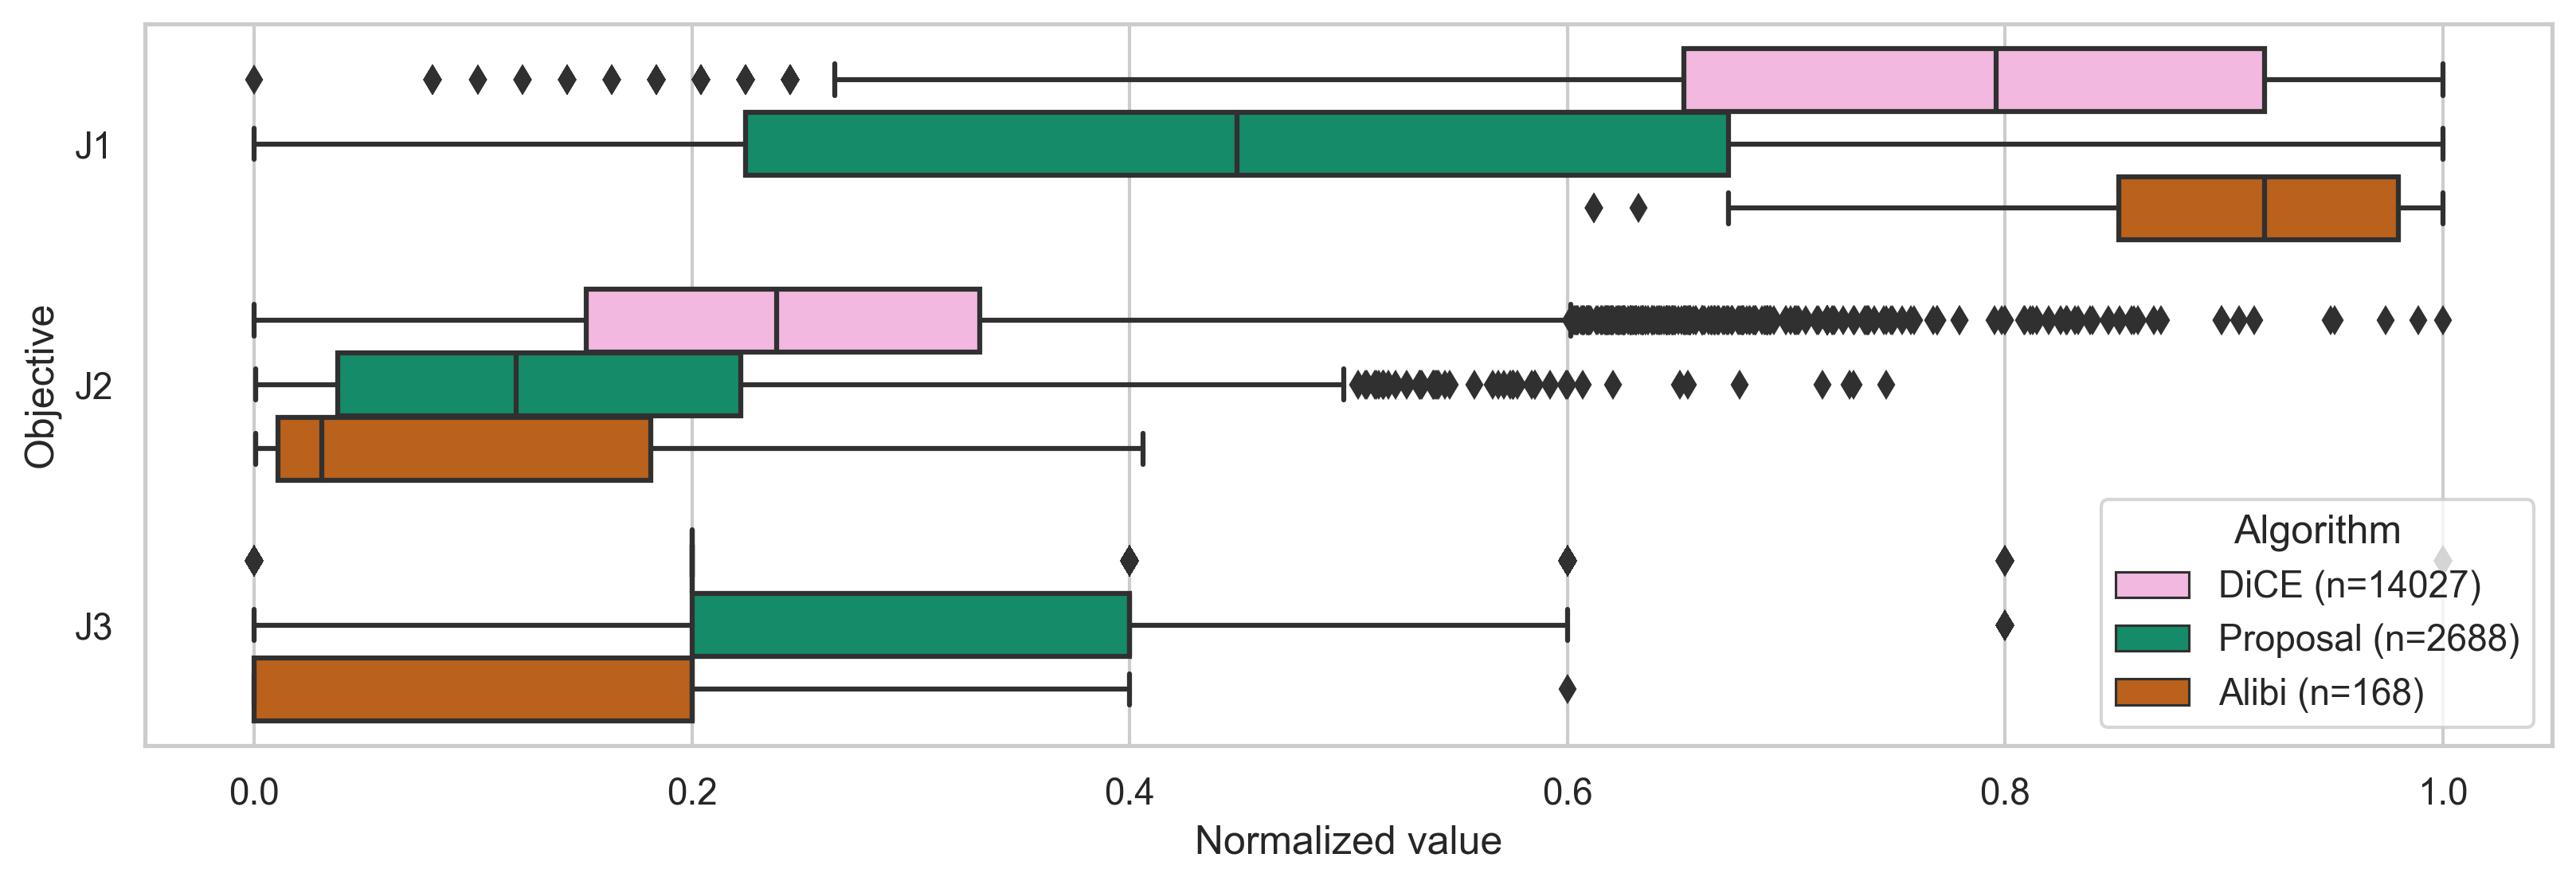 Objective
J1
J2
J3
Algorithm
DiCE (n=14027)
Proposal (n=2688)
Alibi (n=168)
0.0 0.2 0.4 0.6 0.8 1.0
Normalized value